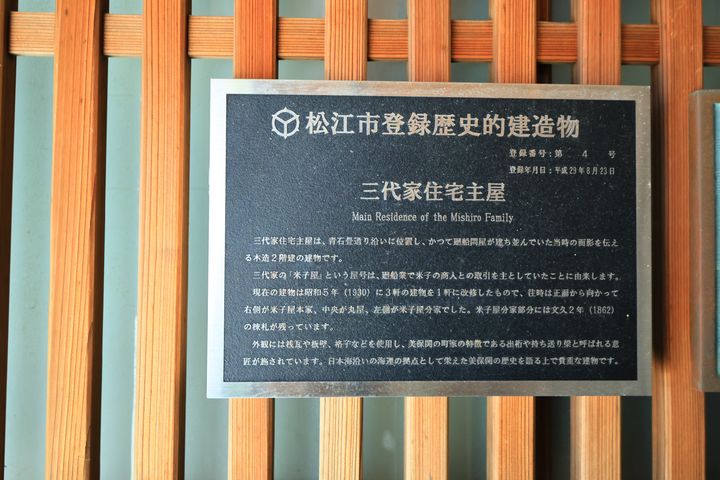 松江市登録歴史的建造物
登録番号：第 4 号
登録年月日：平成29年8月23日
三代家住宅主屋
Main Residence of the Mishiro Family
三代家住宅主屋は、青石畳通り沿いに位置し、かつて廻船問屋が建ち並んでいた当時の面影を伝え
る木造２階建の建物です。
三代家の「米子屋」という屋号は、廻船業で米子の商人との取引を主としていたことに由来します。
現在の建物は昭和５年（1930）に３軒の建物を１軒に改修したもので、往時は正面から向かって
右側が米子屋本家、中央が丸屋、左側が米子屋分家でした。米子屋分家部分には文久２年（1862）
の棟札が残っています。
外観には桟瓦や板壁、格子などを使用し、美保関の町家の特徴である出桁や持ち送り梁と呼ばれる意
匠が施されています。日本海沿いの海運の拠点として栄えた美保関の歴史を語る上で貴重な建物です。